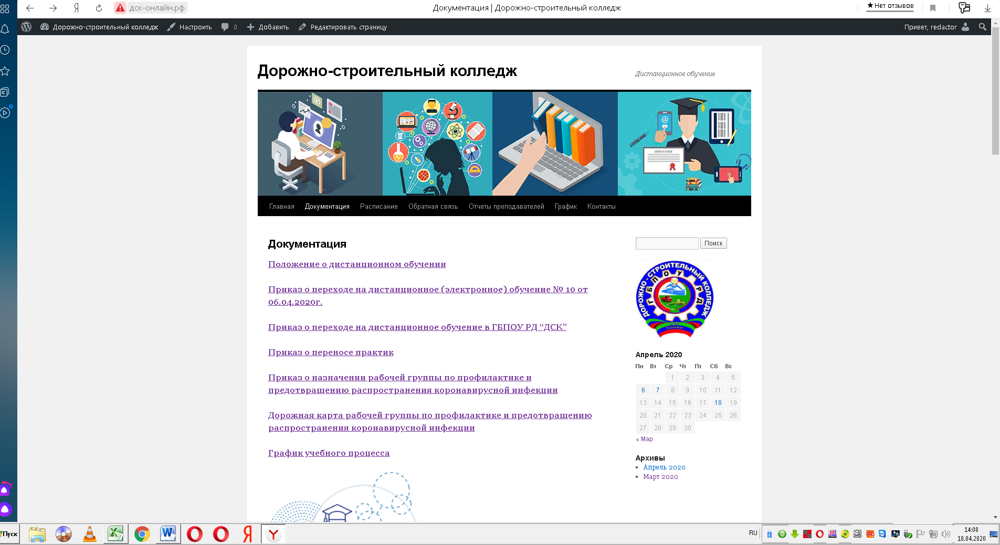 дск-онлайн.рф
Документация | Дорожно-строительный колледж
★Нет отзывов
Дорожно-строительный колледж
Настроить
0
Добавить
Редактировать страницу
Привет, redactor
Дорожно-строительный колледж
Дистанционное обучение
CERTIFICATE
Главная
Документация
Расписание
Обратная связь
Отчеты преподавателей
График
Контакты
Документация
Положение о дистанционном обучении
Приказ о переходе на дистанционное (электронное) обучение № 10 от
06.04.2020г.
Приказ о переходе на дистанционное обучение в ГБПОУ РД “ДСК”
Приказ о переносе практик
Приказ о назначении рабочей группы по профилактике и
предотвращению распространения коронавирусной инфекции
Дорожная карта рабочей группы по профилактике и предотвращению
распространения коронавирусной инфекции
График учебного процесса
Поиск
ДОРОЖНО-СТРОИТЕЛЬНЫЙ КОЛЛЕДЖ
ГБПОУ РД
Апрель 2020
Пн Вт Ср Чт Пт Сб Вс
1 2 3 4 5
6 7 8 9 10 11 12
13 14 15 16 17 18 19
20 21 22 23 24 25 26
27 28 29 30
« Мар
Архивы
Апрель 2020
Март 2020
Пуск
RU
14:08
18.04.2020